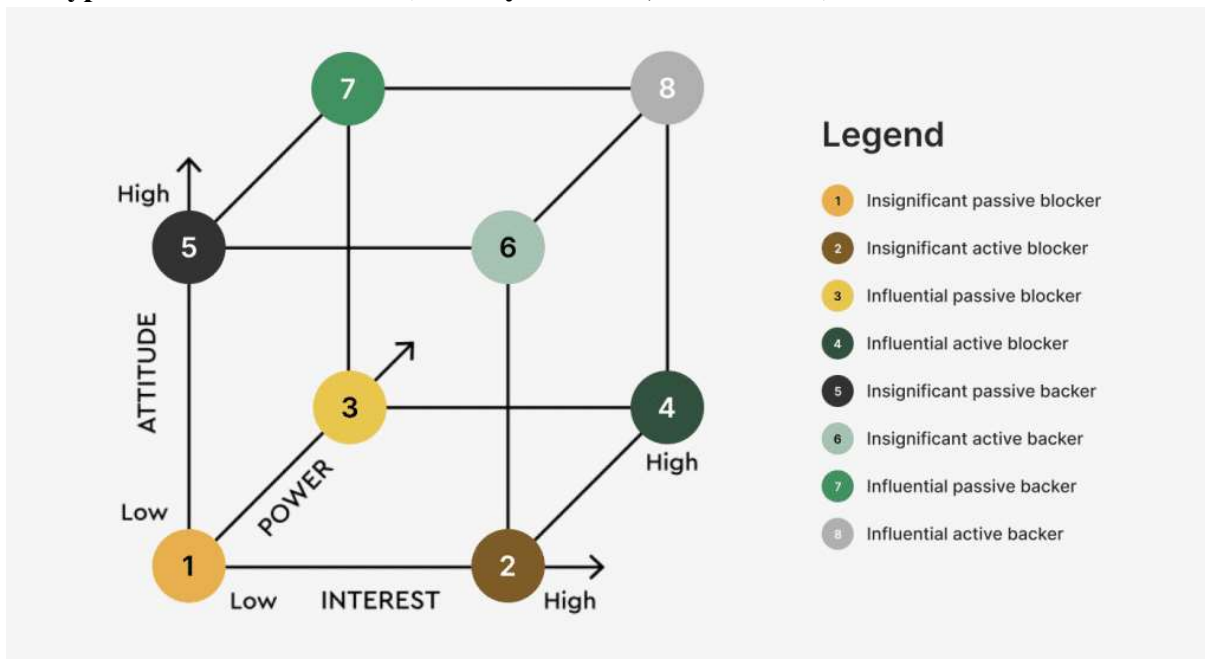 7
8
High
5
6
ATTITUDE
3
4
High
POWER
Low
1
2
Low
INTEREST
High
Legend
1 Insignificant passive blocker
2 Insignificant active blocker
3 Influential passive blocker
4 Influential active blocker
5 Insignificant passive backer
6 Insignificant active backer
7 Influential passive backer
8 Influential active backer